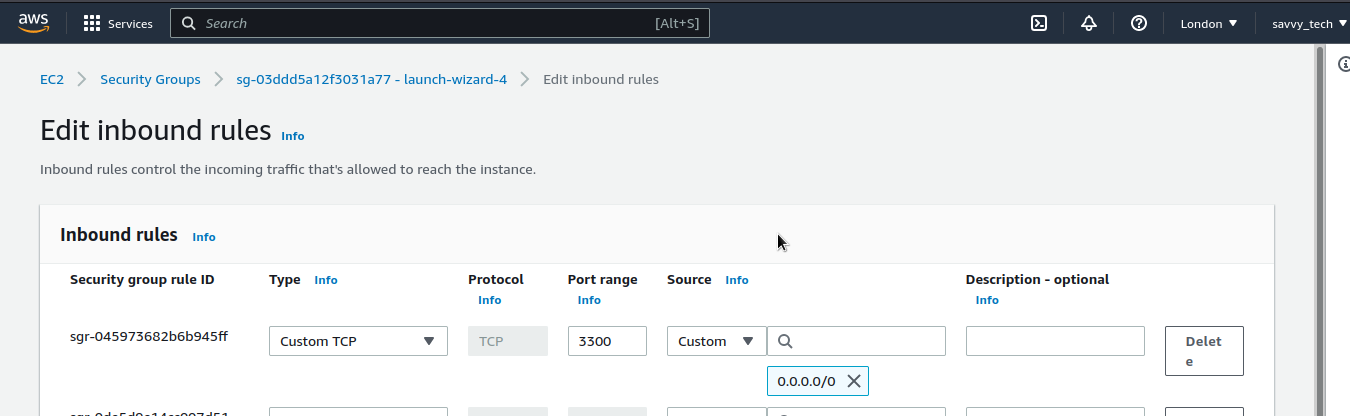 aws Services Search [Alt+S] London savvy_tech
EC2 Security Groups sg-03ddd5a12f3031a77 - launch-wizard-4 Edit inbound rules
Edit inbound rules Info
Inbound rules control the incoming traffic that's allowed to reach the instance.
Inbound rules Info
Security group rule ID Type Info Protocol Port range Source Info Description - optional
Info Info Info
sgr-045973682b6b945ff Custom TCP TCP 3300 Custom Delet
e
0.0.0.0/0